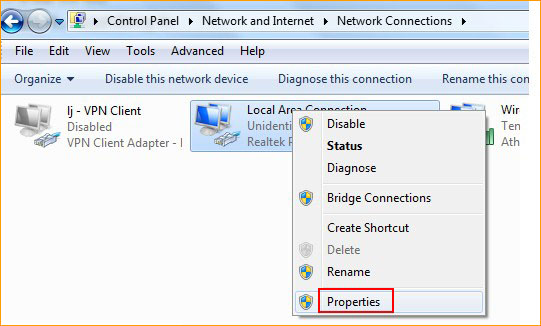 Control Panel ▸ Network and Internet ▸ Network Connections ▸
File Edit View Tools Advanced Help
Organize ▼ Disable this network device Diagnose this connection Rename this con
lj - VPN Client
Disabled
VPN Client Adapter -
Local Area Connection
Unidenti
Realtek P
Wire
Ten
Ath
Disable
Status
Diagnose
Bridge Connections
Create Shortcut
Delete
Rename
Properties